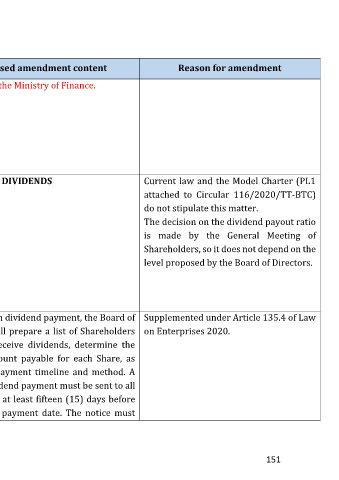 sed amendment content
Reason for amendment
the Ministry of Finance.
DIVIDENDS
Current law and the Model Charter (PL1
attached to Circular 116/2020/TT-BTC)
do not stipulate this matter.
The decision on the dividend payout ratio
is made by the General Meeting of
Shareholders, so it does not depend on the
level proposed by the Board of Directors.
n dividend payment, the Board of
ll prepare a list of Shareholders
eceive dividends, determine the
ount payable for each Share, as
ayment timeline and method. A
dend payment must be sent to all
at least fifteen (15) days before
payment date. The notice must
Supplemented under Article 135.4 of Law
on Enterprises 2020.
151